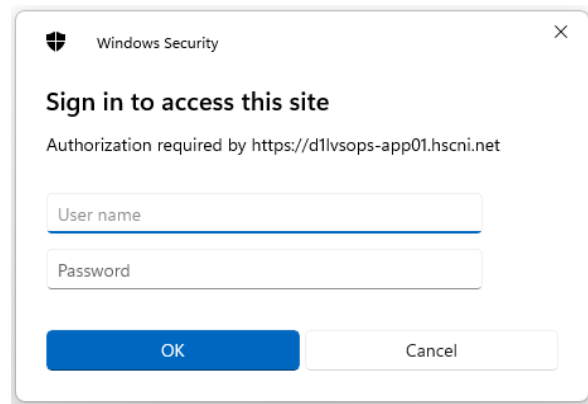 Windows Security
Sign in to access this site
Authorization required by https://d1lvsops-app01.hscni.net
User name
Password
OK
Cancel